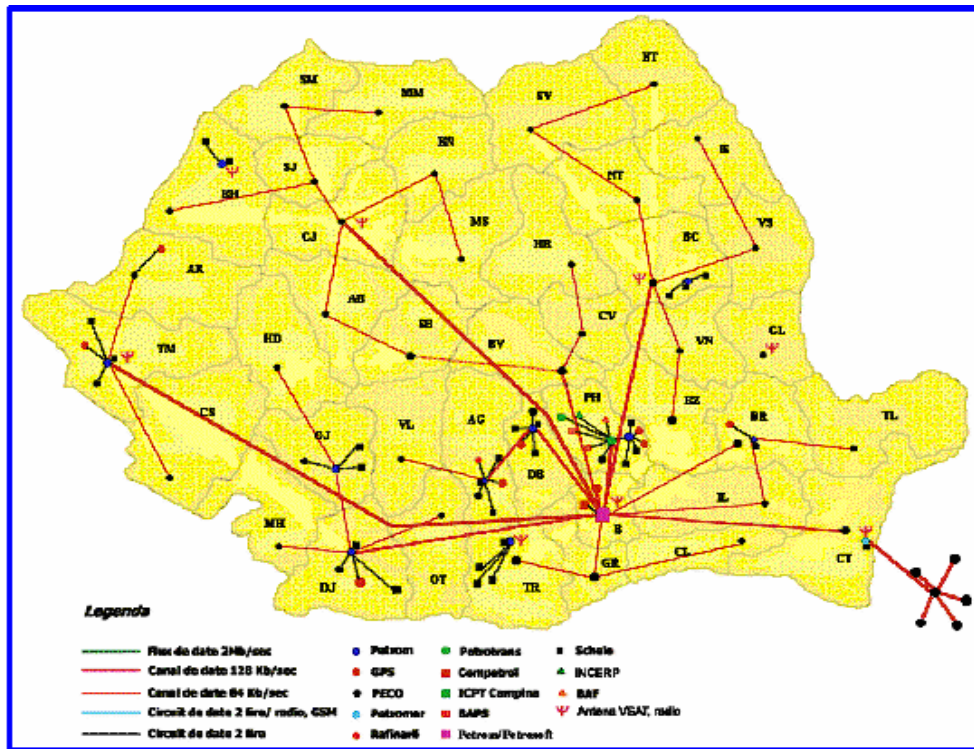 BT
SM
MM
SV
BN
IS
SJ
NT
BH
MS
VS
CJ
BC
HR
AR
AB
SB
CV
HD
BV
VN
GL
TM
PH
CS
BZ
BR
TL
GJ
VL
AG
DB
IL
MH
B
CL
CT
DJ
OT
TR
GR
Legenda
Flux de date 2Mb/sec
Canal de date 128 Kb/sec
Canal de date 64 Kb/sec
Circuit de date 2 fire/ radio, GSM
Circuit de date 2 fire
Petrom
GPS
PECO
Petromar
Rafinarii
Petrotrans
Competrol
ICPT Campina
BAPS
Petrom/Petrosoft
Schele
INCERP
BAF
Antena VSAT, radio